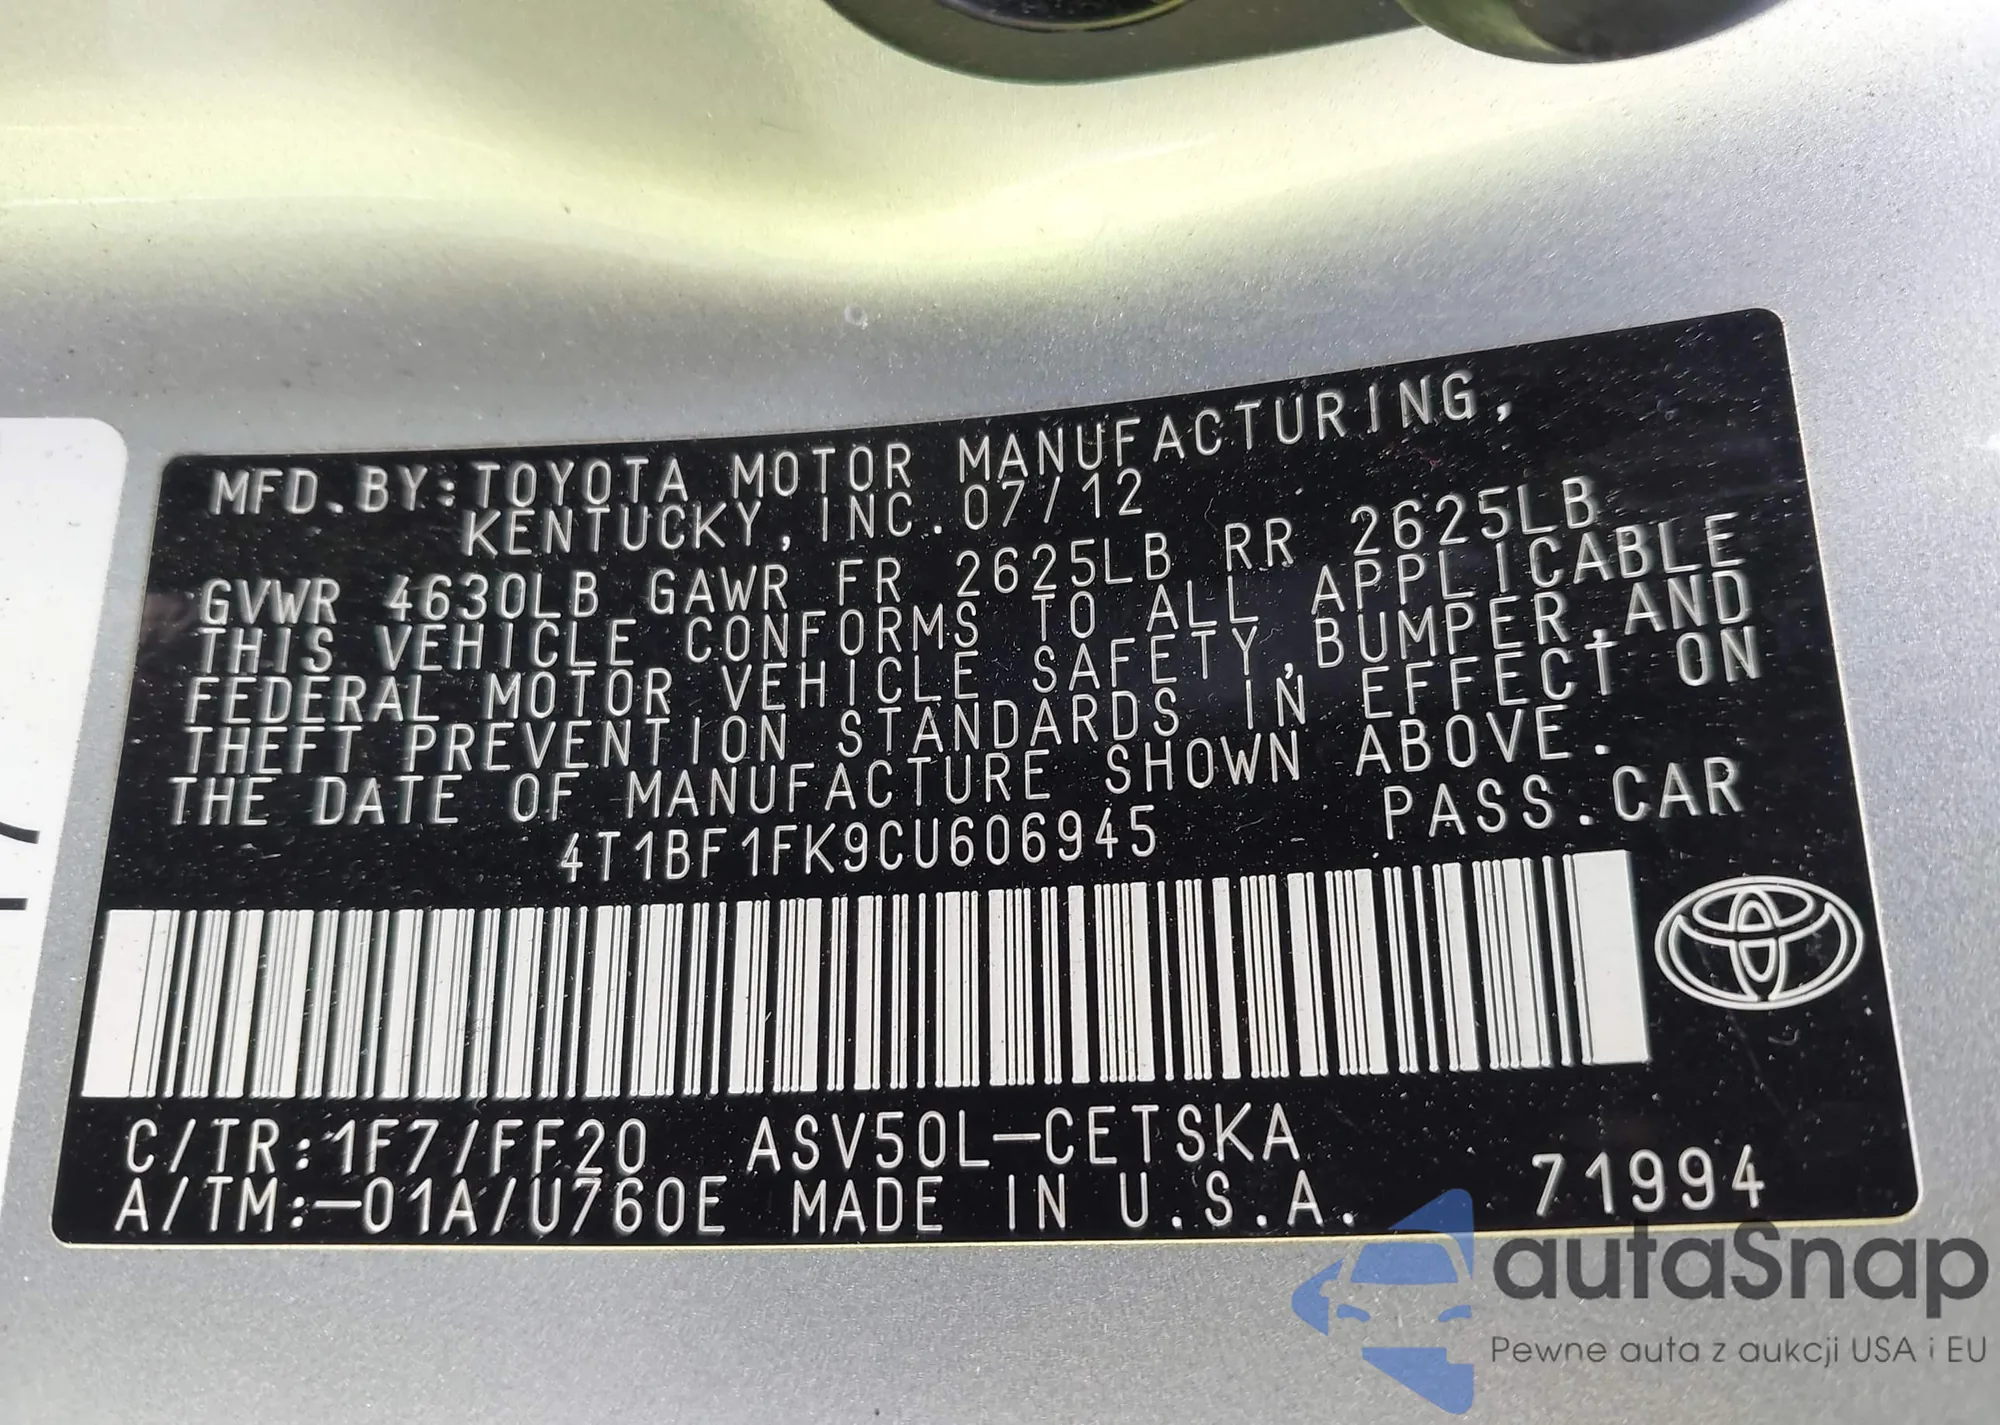 MFD.BY:TOYOTA MOTOR MANUFACTURING,
KENTUCKY, INC. 07/12
GVWR 4630LB GAWR FR 2625LB RR 2625LB
THIS VEHICLE CONFORMS TO ALL APPLICABLE
FEDERAL MOTOR VEHICLE SAFETY,BUMPER,AND
THEFT PREVENTION STANDARDS IN EFFECT ON
THE DATE OF MANUFACTURE SHOWN ABOVE.
4T1BF1FK9CU606945 PASS.CAR
C/TR:1F7/FF20 ASV50L-CETSKA
A/TM:-01A/U760E MADE IN U.S.A. 71994
autaSnap
Pewne auta z aukcji USA i EU